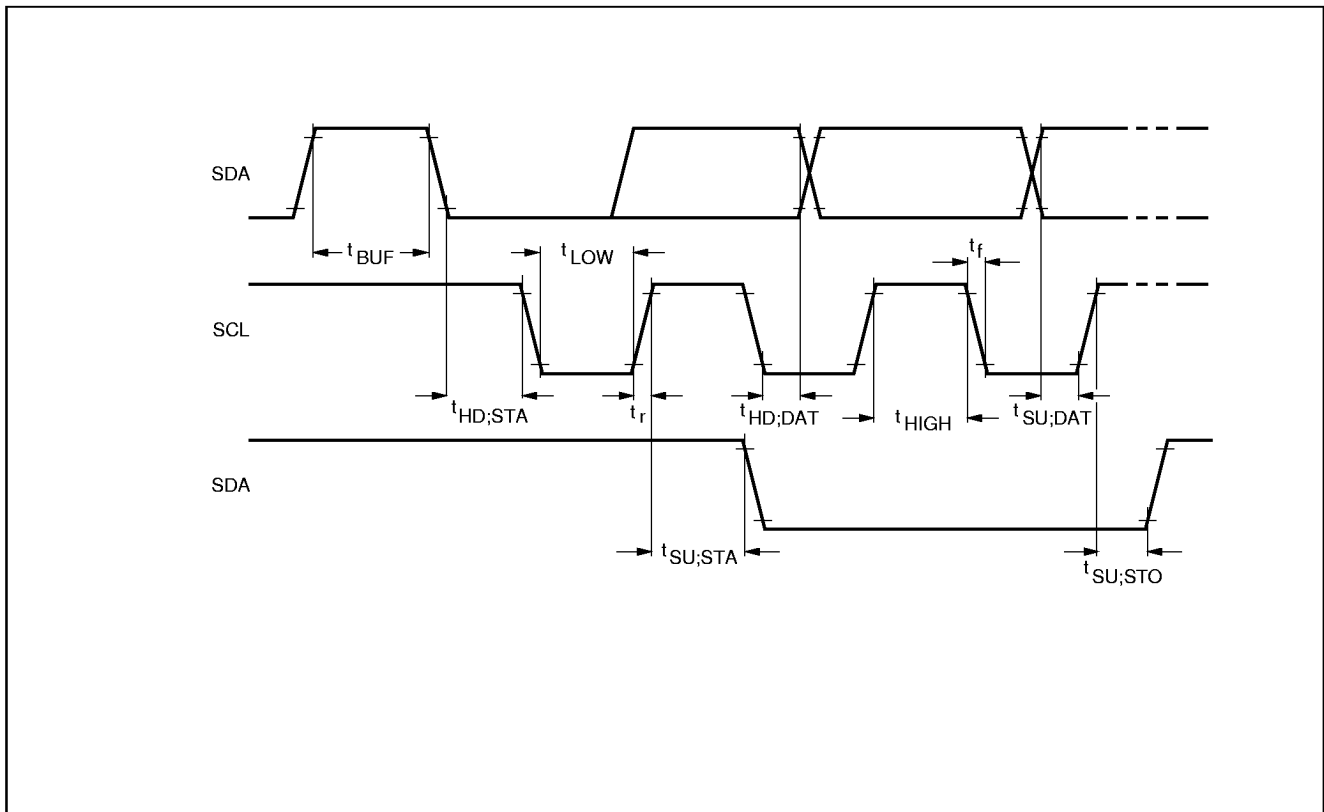 SDA
t BUF
t LOW
t f
SCL
t HD;STA
t r
t HD;DAT
t HIGH
t SU;DAT
SDA
t SU;STA
t SU;STO